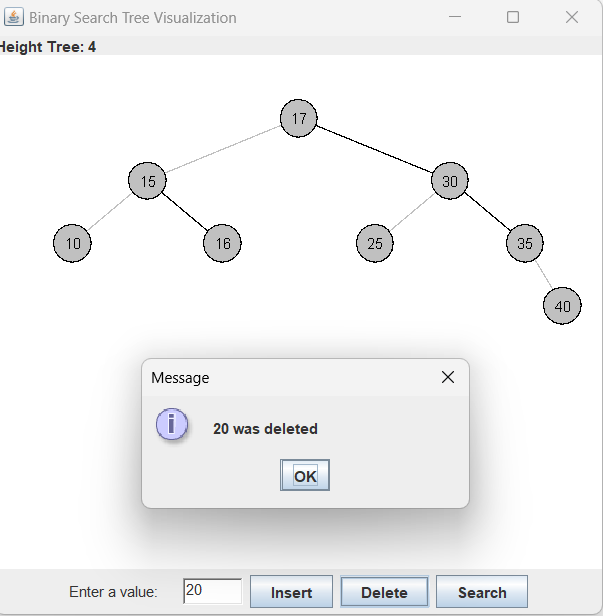 Binary Search Tree Visualization
Height Tree: 4
17
15 30
10 16 25 35
40
Message
20 was deleted
OK
Enter a value: 20 Insert Delete Search